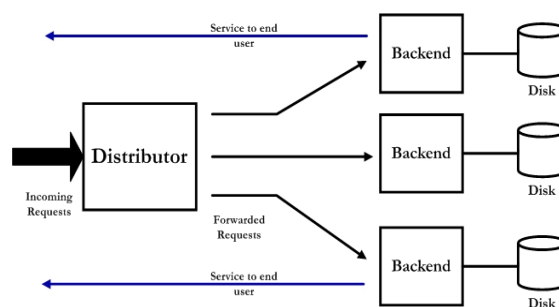 Service to end
user
Backend
Disk
Distributor
Backend
Disk
Incoming
Requests
Forwarded
Requests
Backend
Disk
Service to end
user